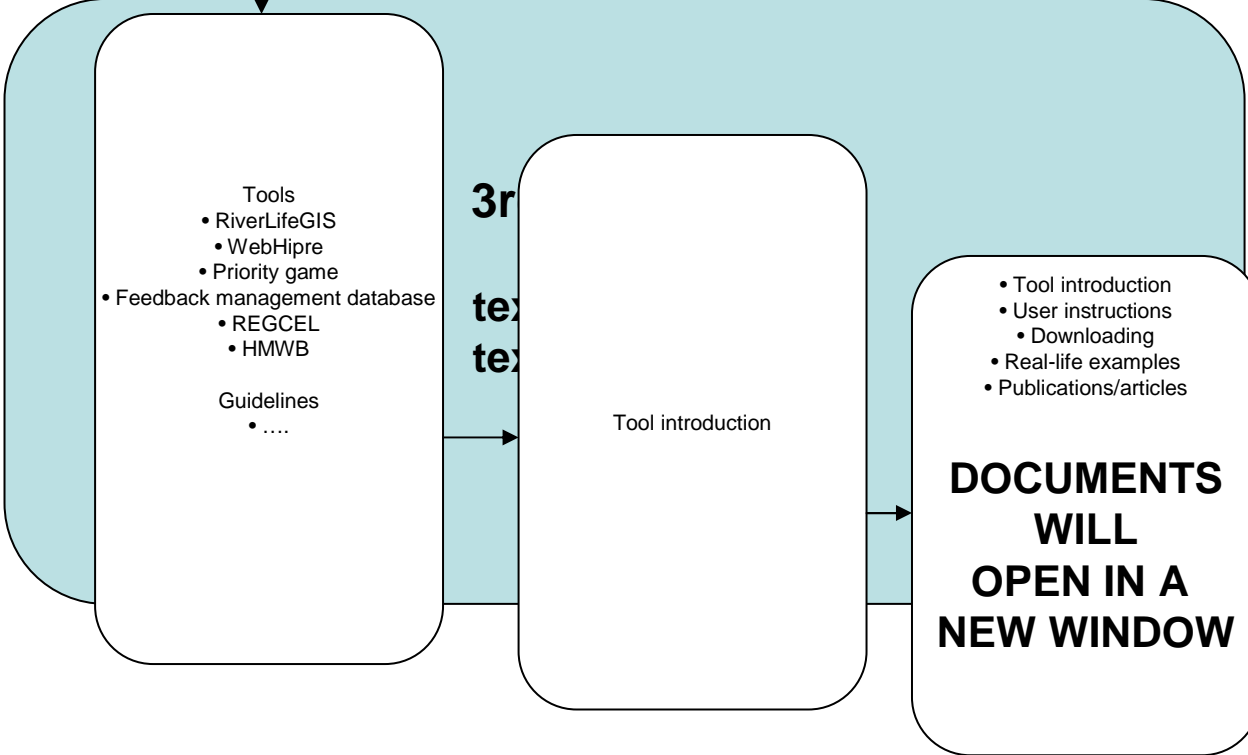 Tools
• RiverLifeGIS
• WebHipre
• Priority game
• Feedback management database
• REGCEL
• HMWB
Guidelines
• ….
3r
Tool introduction
• Tool introduction
• User instructions
• Downloading
• Real-life examples
• Publications/articles
DOCUMENTS
WILL
OPEN IN A
NEW WINDOW